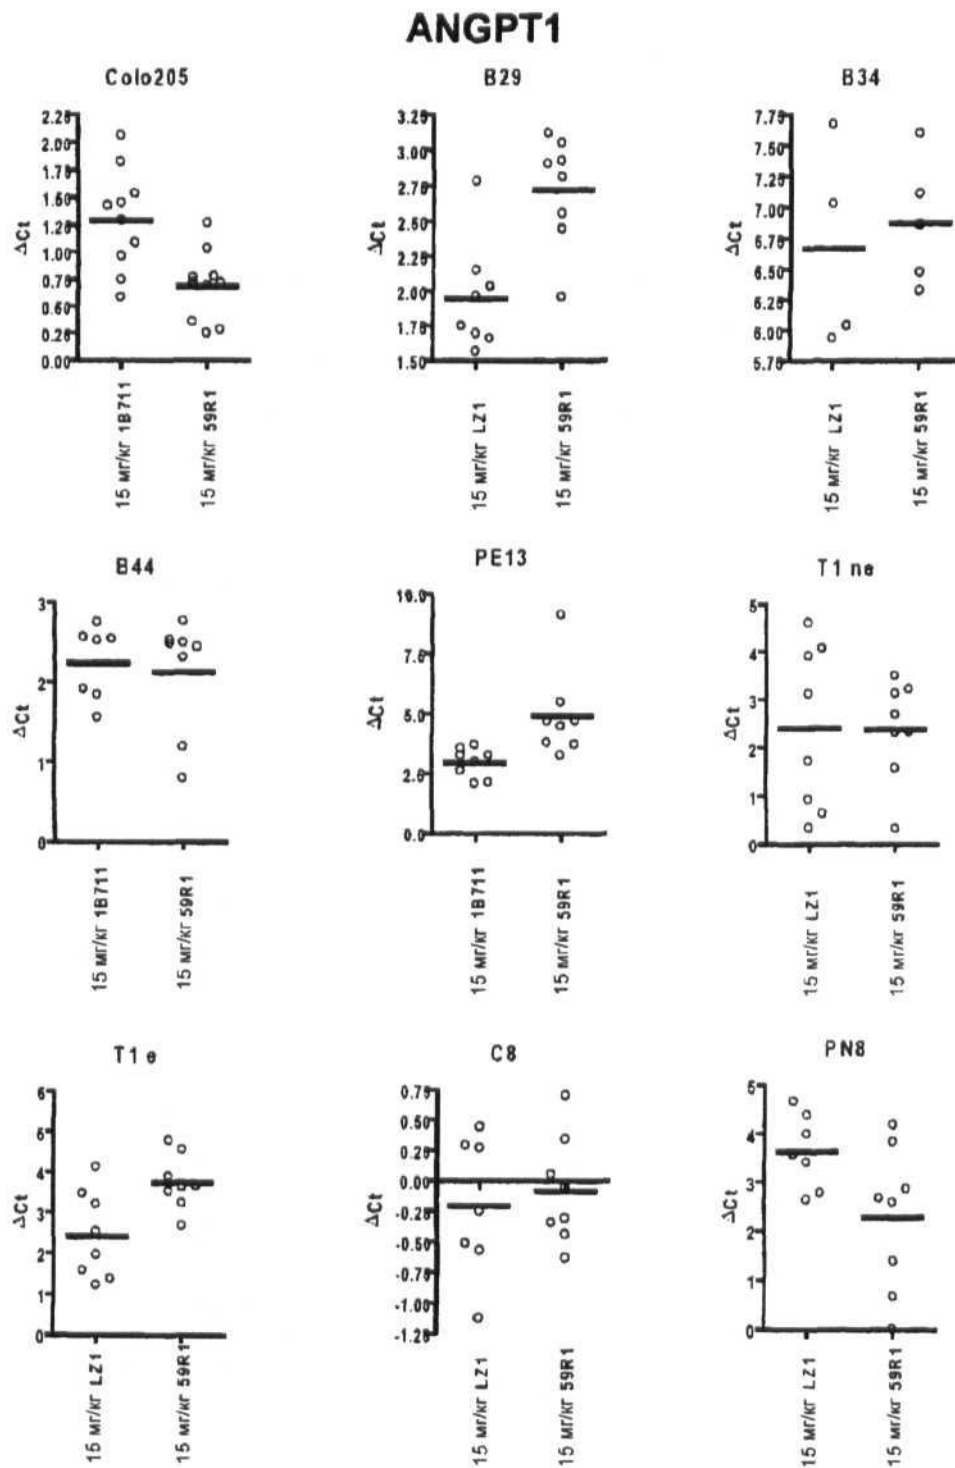 ANGPT1
Colo205
ΔCt
2.25
2.00
1.75
1.50
1.25
1.00
0.75
0.50
0.25
0.00
15 мг/кг 1B711
15 мг/кг 59R1
B29
ΔCt
3.25
3.00
2.75
2.50
2.25
2.00
1.75
1.50
15 мг/кг LZ1
15 мг/кг 59R1
B34
ΔCt
7.75
7.50
7.25
7.00
6.75
6.50
6.25
6.00
5.75
15 мг/кг LZ1
15 мг/кг 59R1
B44
ΔCt
3
2
1
0
15 мг/кг 1B711
15 мг/кг 59R1
PE13
ΔCt
10.0
7.5
5.0
2.5
0.0
15 мг/кг 1B711
15 мг/кг 59R1
T1 ne
ΔCt
5
4
3
2
1
0
15 мг/кг LZ1
15 мг/кг 59R1
T1 e
ΔCt
6
5
4
3
2
1
0
15 мг/кг LZ1
15 мг/кг 59R1
C8
ΔCt
0.75
0.50
0.25
0.00
-0.25
-0.50
-0.75
-1.00
-1.25
15 мг/кг LZ1
15 мг/кг 59R1
PN8
ΔCt
5
4
3
2
1
0
15 мг/кг LZ1
15 мг/кг 59R1